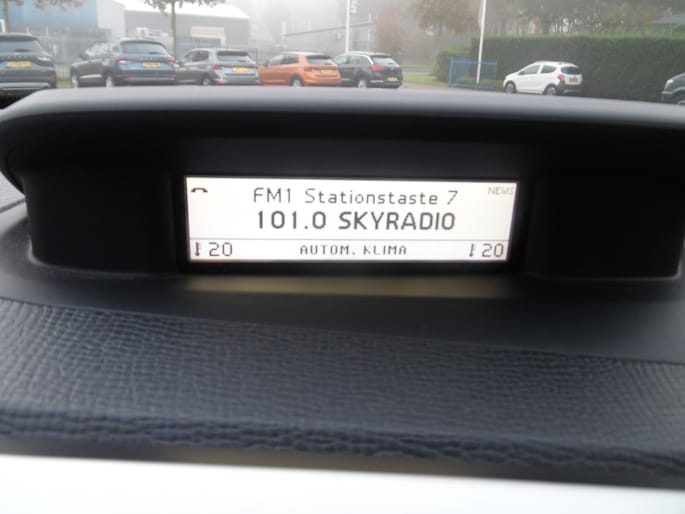 FM1 Stationstaste 7
NEWS
101.0 SKYRADIO
20 AUTOM. KLIMA 20